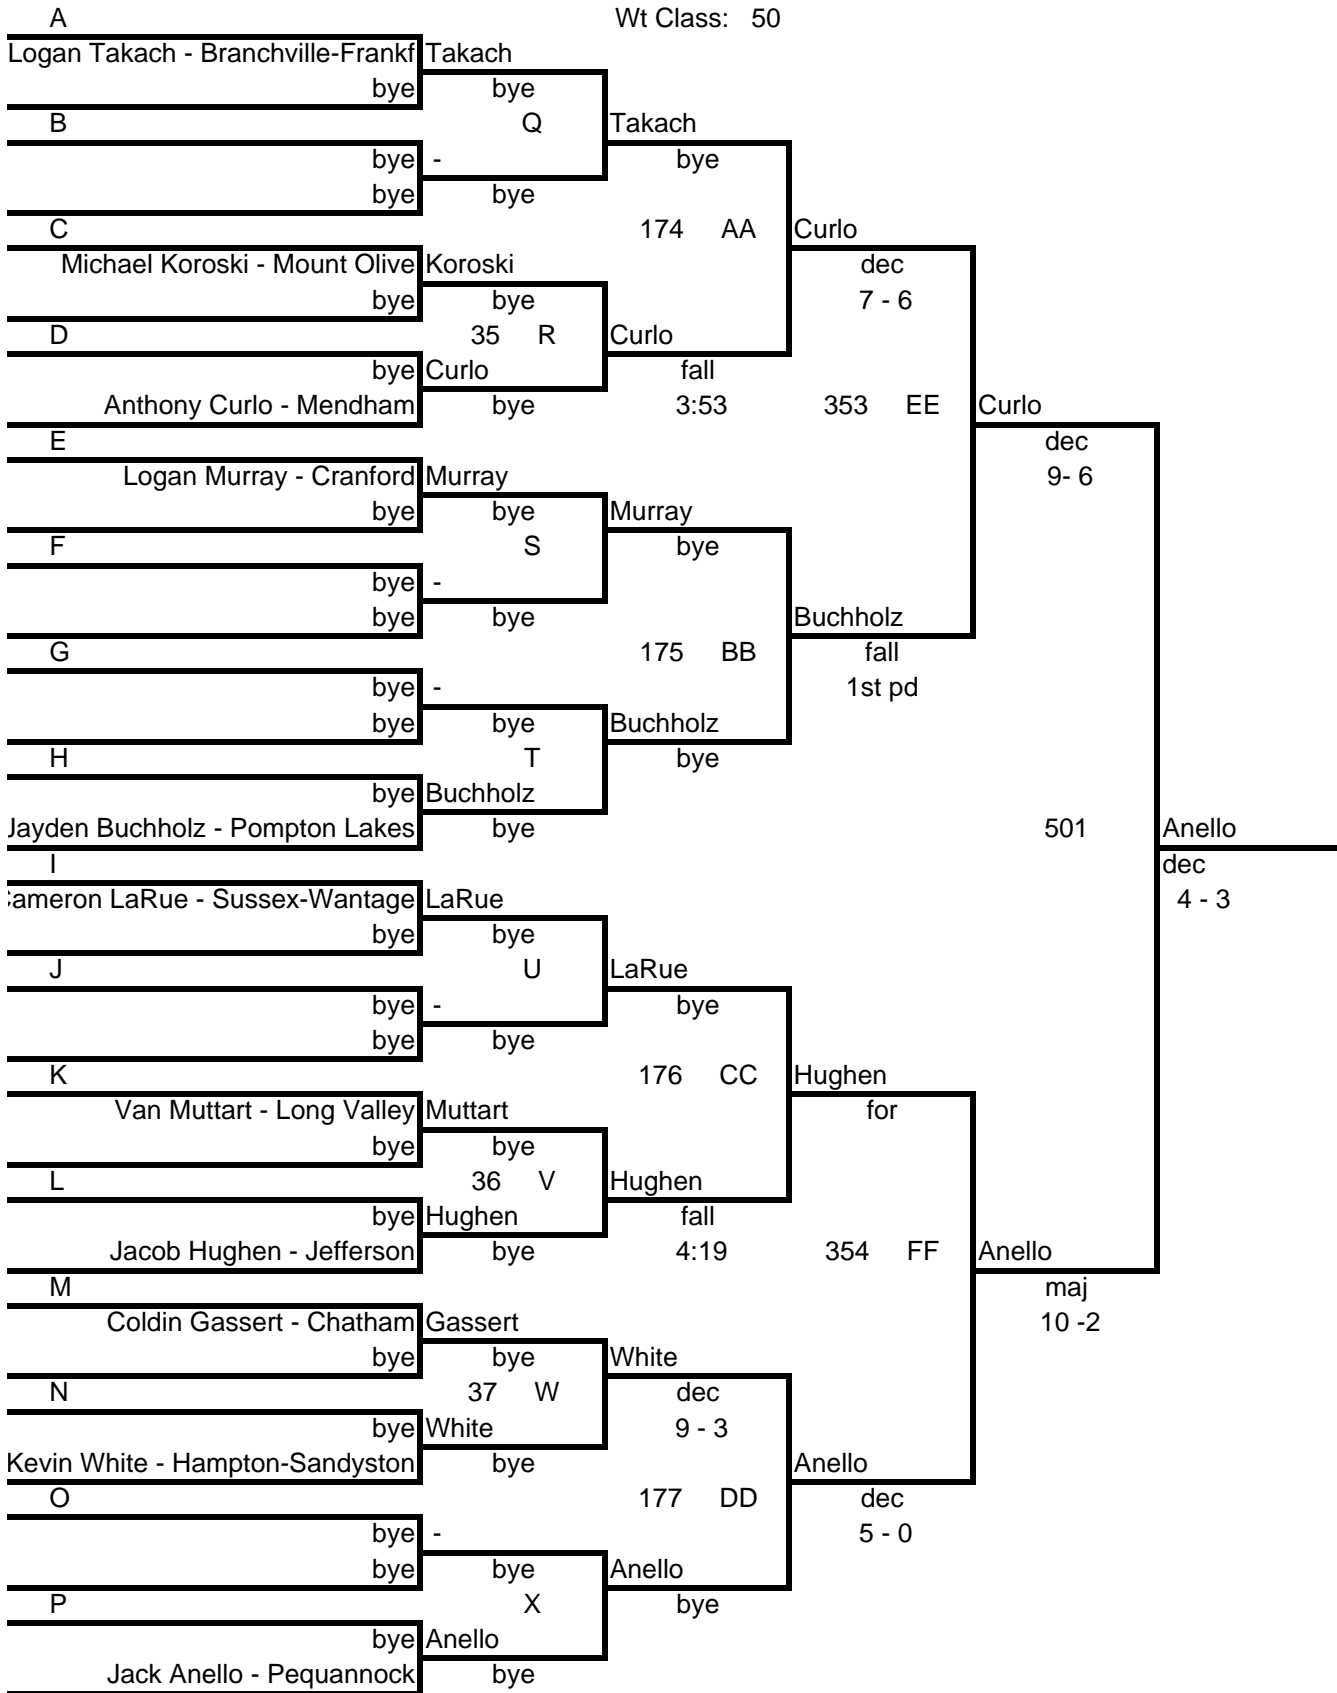 A Wt Class: 50
Logan Takach - Branchville-Frankf Takach
bye bye
B Q Takach
bye - bye
bye bye
C 174 AA Curlo
Michael Koroski - Mount Olive Koroski dec
bye bye 7 - 6
D 35 R Curlo
bye Curlo fall
Anthony Curlo - Mendham bye 3:53 353 EE Curlo
E dec
Logan Murray - Cranford Murray 9- 6
bye bye Murray
F S bye
bye -
bye bye Buchholz
G 175 BB fall
bye - 1st pd
bye bye Buchholz
H T bye
bye Buchholz
Jayden Buchholz - Pompton Lakes bye 501 Anello
I dec
ameron LaRue - Sussex-Wantage LaRue 4 - 3
bye bye
J U LaRue
bye - bye
bye bye
K 176 CC Hughen
Van Muttart - Long Valley Muttart for
bye bye
L 36 V Hughen
bye Hughen fall
Jacob Hughen - Jefferson bye 4:19 354 FF Anello
M maj
Coldin Gassert - Chatham Gassert 10 -2
bye bye White
N 37 W dec
bye White 9 - 3
Kevin White - Hampton-Sandyston bye Anello
O 177 DD dec
bye - 5 - 0
bye bye Anello
P X bye
bye Anello
Jack Anello - Pequannock bye